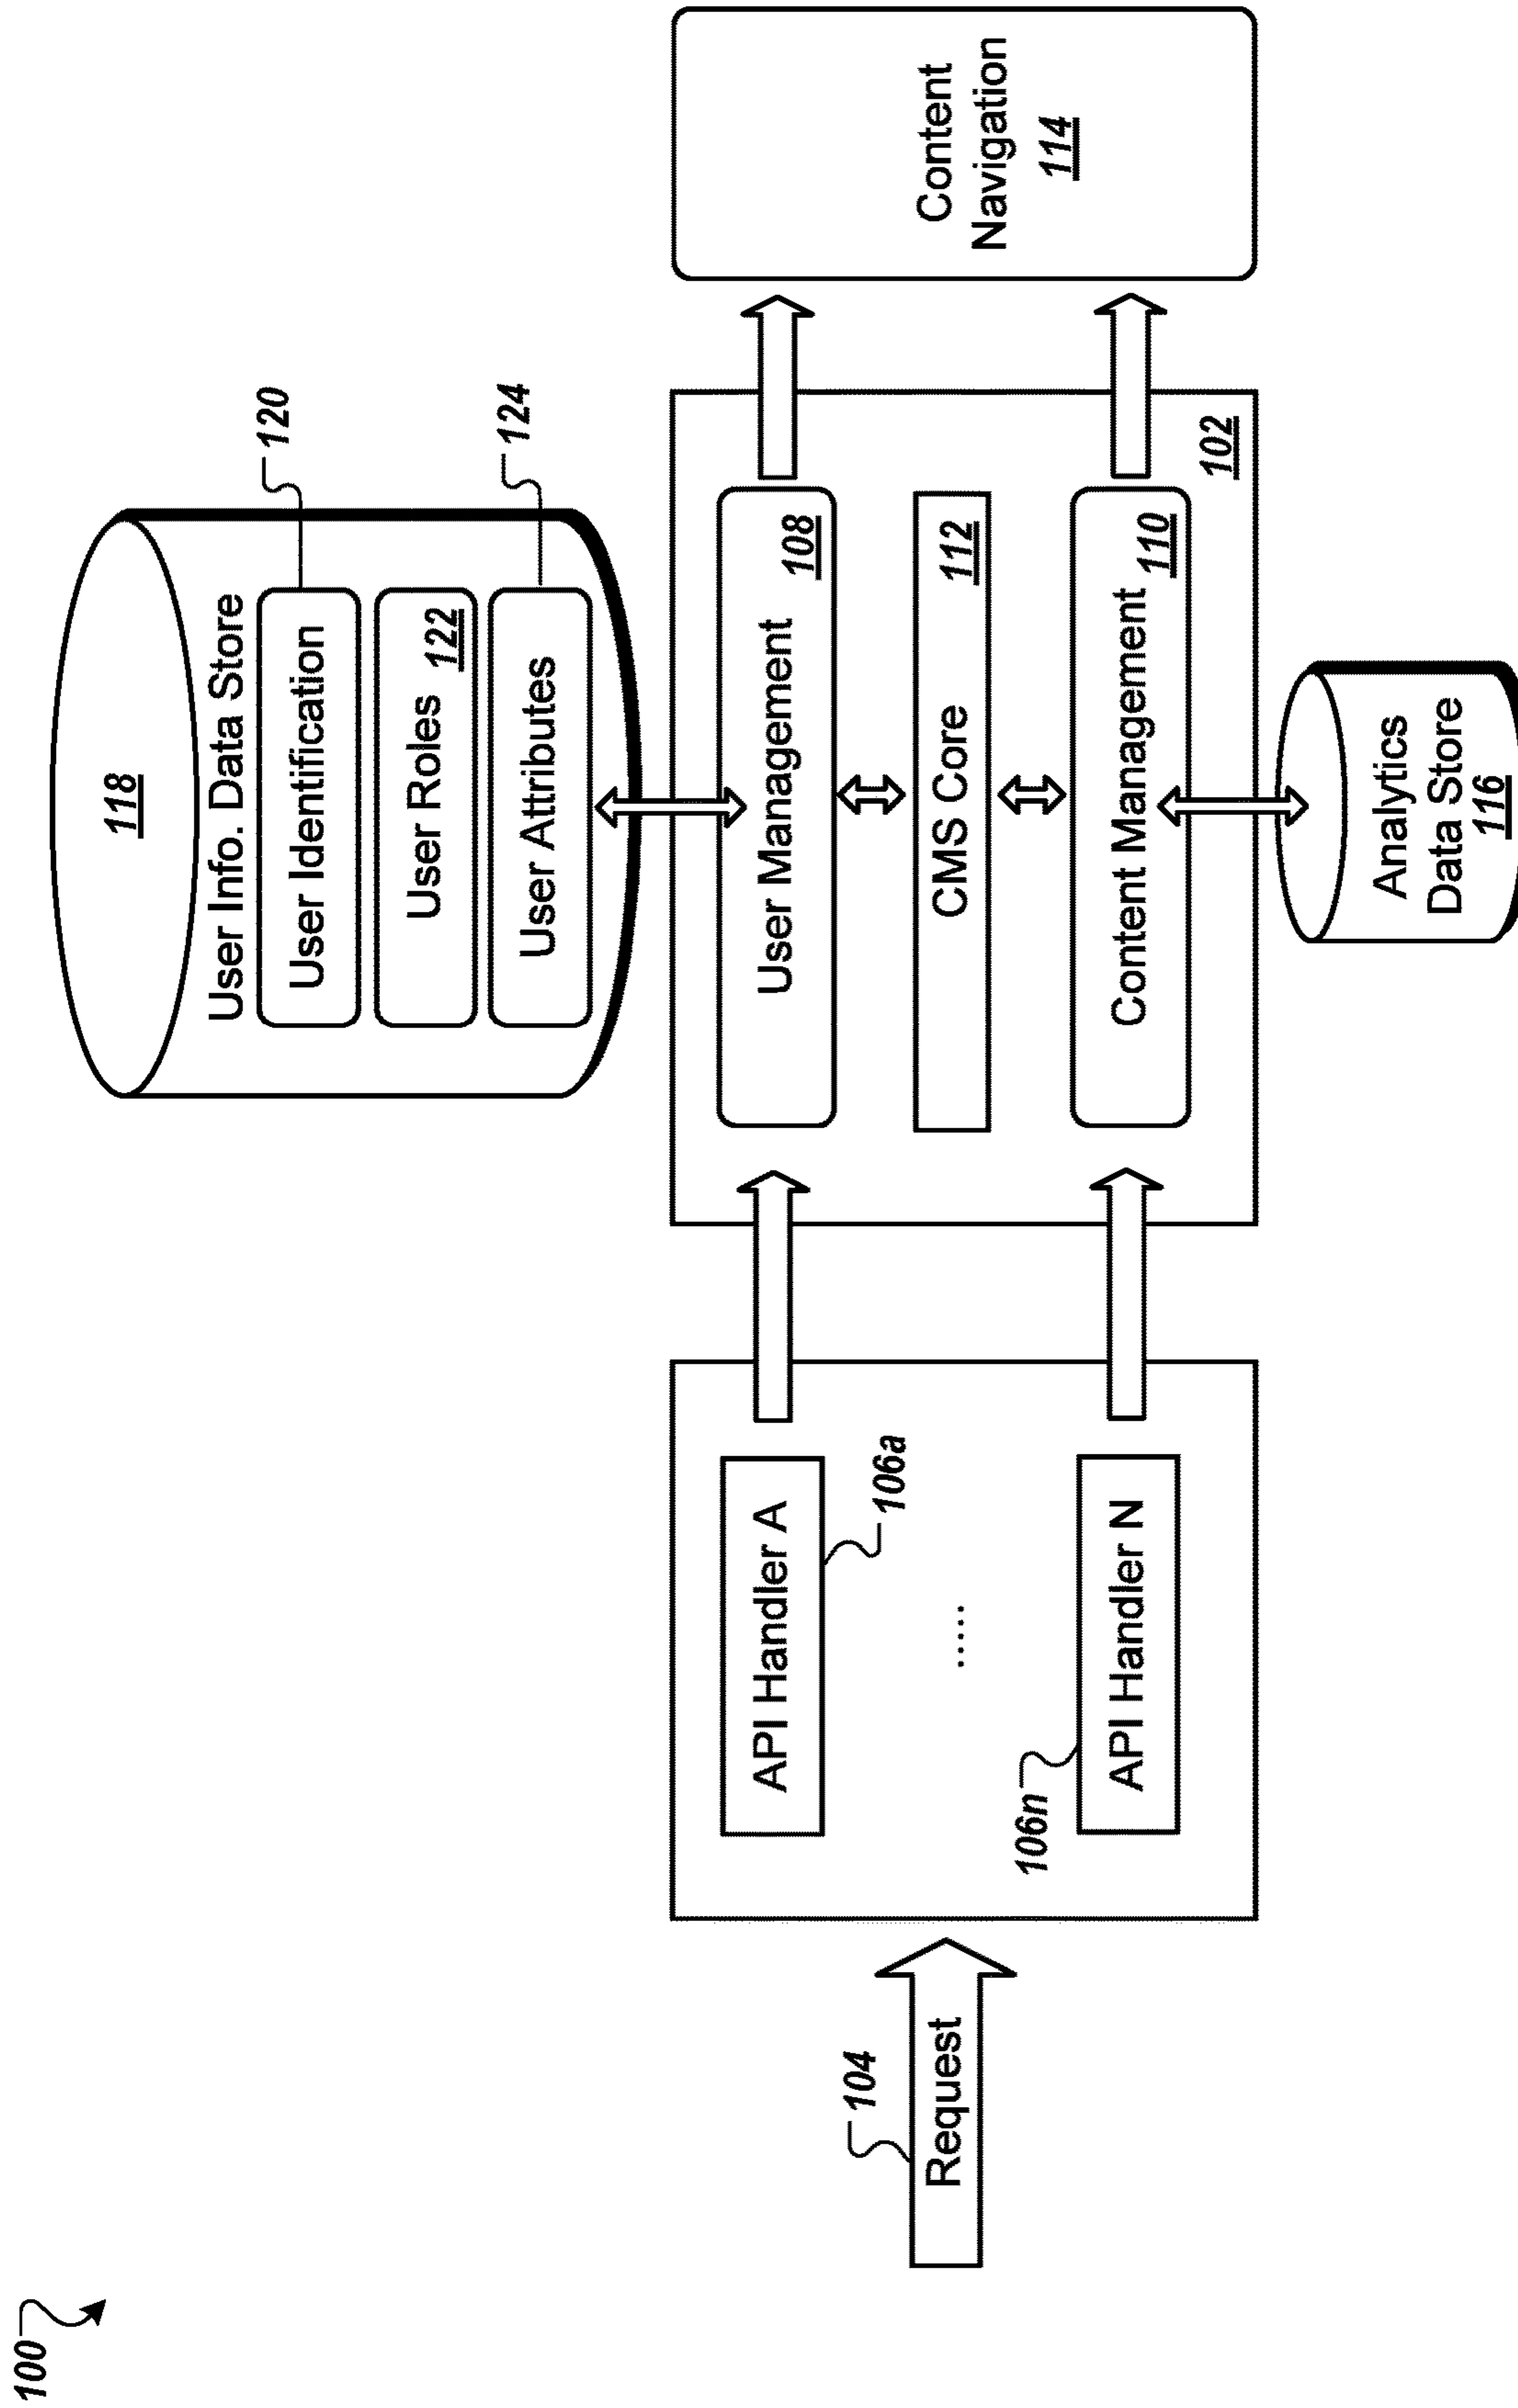 100
118
User Info. Data Store
User Identification
120
User Roles
122
User Attributes
124
104
Request
API Handler A
106a
.....
106n
API Handler N
User Management
108
CMS Core
112
Content Management
110
102
Content
Navigation
114
Analytics
Data Store
116